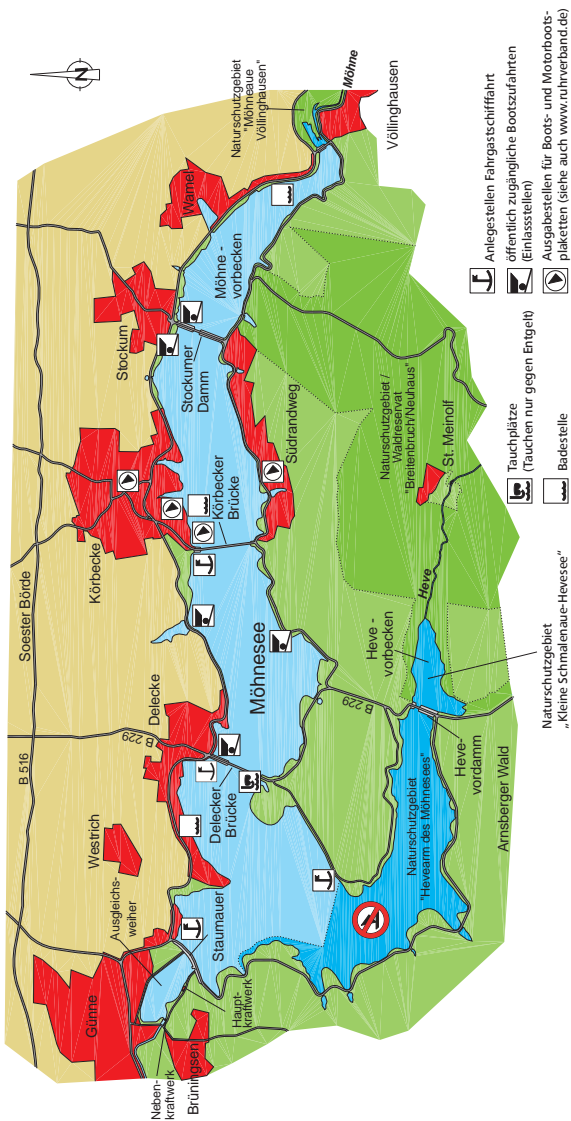 N
B 516
Soester Börde
Günne
Westrich
Delecke
B 229
Körbecke
Stockum
Wamel
Naturschutzgebiet
"Möhneaue
Völlinghausen"
Möhne
Völlinghausen
Ausgleichs-
weiher
Staumauer
Neben-
kraftwerk
Brüningsen
Haupt-
kraftwerk
Delecker
Brücke
Möhnesee
Körbecker
Brücke
Stockumer
Damm
Möhne-
vorbecken
Südrandweg
B 229
Heve -
vorbecken
Heve
Naturschutzgebiet /
Waldreservat
"Breitenbruch/Neuhaus"
St. Meinolf
Naturschutzgebiet
"Hevearm des Möhnesees"
Heve-
vordamm
Arnsberger Wald
Naturschutzgebiet
„Kleine Schmalenaue-Hevesee"
Tauchplätze
(Tauchen nur gegen Entgelt)
Badestelle
Anlegestellen Fahrgastschifffahrt
öffentlich zugängliche Bootszufahrten
(Einlassstellen)
Ausgabestellen für Boots- und Motorboots-
plaketten (siehe auch www.ruhrverband.de)